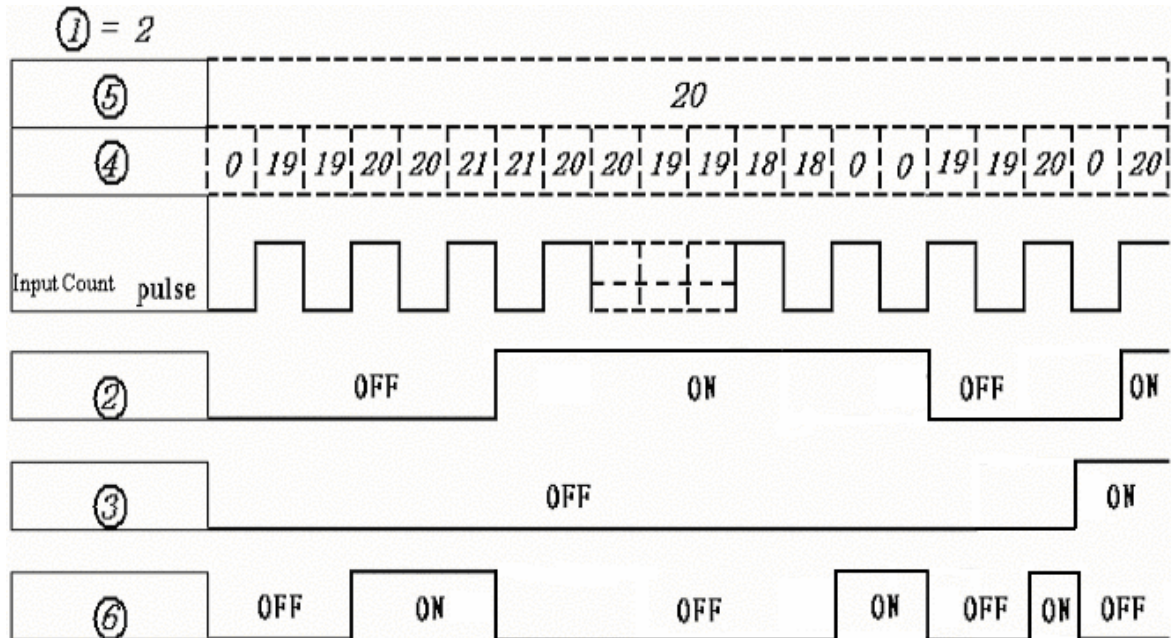 ① = 2
⑤ 20
④ 0 19 19 20 20 21 21 20 20 19 19 18 18 0 0 19 19 20 0 20
Input Count pulse
② OFF ON OFF ON
③ OFF ON
⑥ OFF ON OFF ON OFF ON OFF